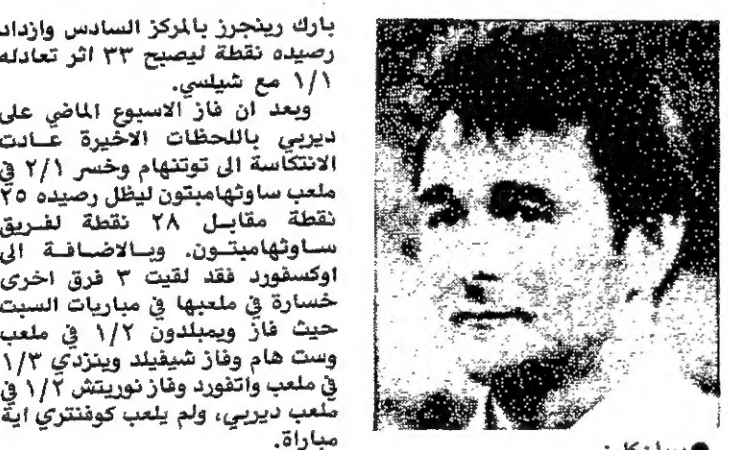 بارك رينجرز بالمركز السادس وازداد
رصيده نقطة ليصبح ٣٣ اثر تعادله
١/١ مع شيلسي.
وبعد ان فاز الاسبوع الماضي على
ديربي باللحظات الاخيرة عادت
الانتكاسة الى توتنهام وخسر ٢/١ في
ملعب ساوثهامبتون ليظل رصيده ٢٥
نقطة مقابل ٢٨ نقطة لفريق
ساوثهامبتون. وبالاضافة الى
اوكسفورد فقد لقيت ٣ فرق اخرى
خسارة في ملعبها في مباريات السبت
حيث فاز ويمبلدون ١/٢ في ملعب
وست هام وفاز شيفيلد وينزدي ١/٣
في ملعب واتفورد وفاز نوريتش ١/٢ في
ملعب ديربي، ولم يلعب كوفنتري اية
مباراة.